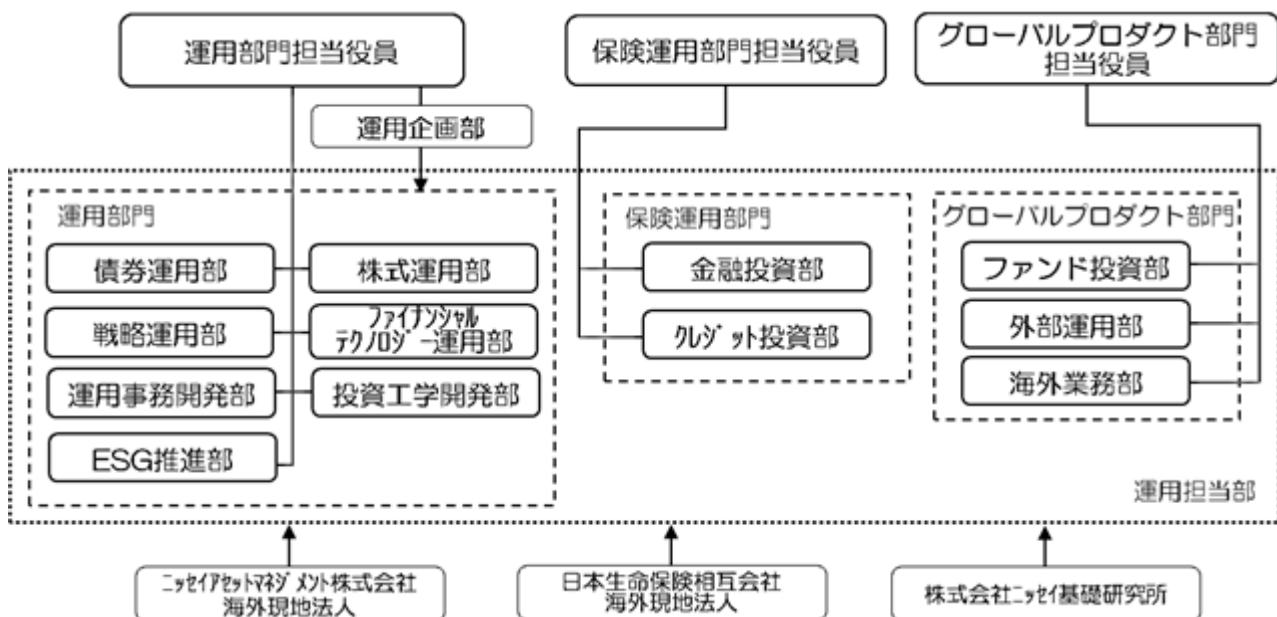 運用部門担当役員
保険運用部門担当役員
グローバルプロダクト部門
担当役員
運用企画部
運用部門
債券運用部
株式運用部
戦略運用部
ファイナンシャル
テクノロジー運用部
運用事務開発部
投資工学開発部
ESG推進部
保険運用部門
金融投資部
クレジット投資部
グローバルプロダクト部門
ファンド投資部
外部運用部
海外業務部
運用担当部
ニッセイアセットマネジメント株式会社
海外現地法人
日本生命保険相互会社
海外現地法人
株式会社ニッセイ基礎研究所